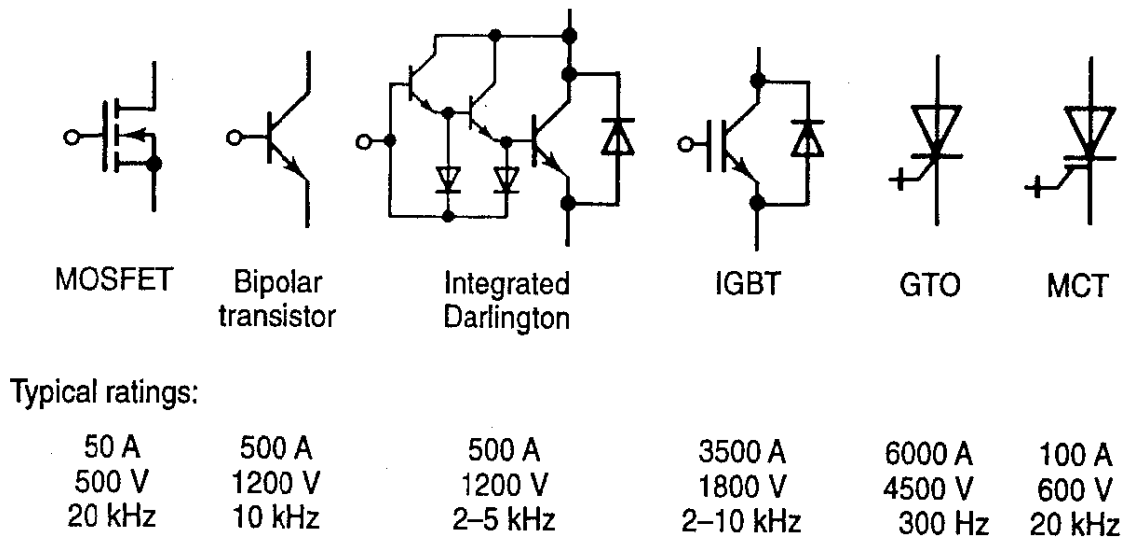 MOSFET
Bipolar
transistor
Integrated
Darlington
IGBT
GTO
MCT
Typical ratings:
50 A
500 V
20 kHz
500 A
1200 V
10 kHz
500 A
1200 V
2–5 kHz
3500 A
1800 V
2–10 kHz
6000 A
4500 V
300 Hz
100 A
600 V
20 kHz